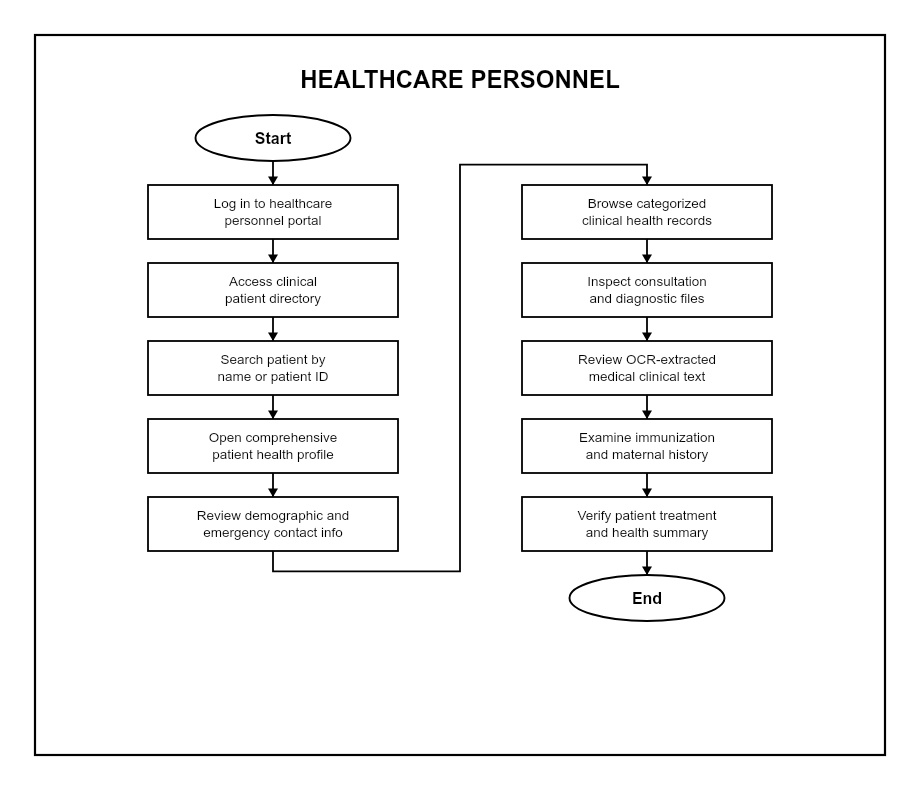 HEALTHCARE PERSONNEL
Start
Log in to healthcare
personnel portal
Access clinical
patient directory
Search patient by
name or patient ID
Open comprehensive
patient health profile
Review demographic and
emergency contact info
Browse categorized
clinical health records
Inspect consultation
and diagnostic files
Review OCR-extracted
medical clinical text
Examine immunization
and maternal history
Verify patient treatment
and health summary
End